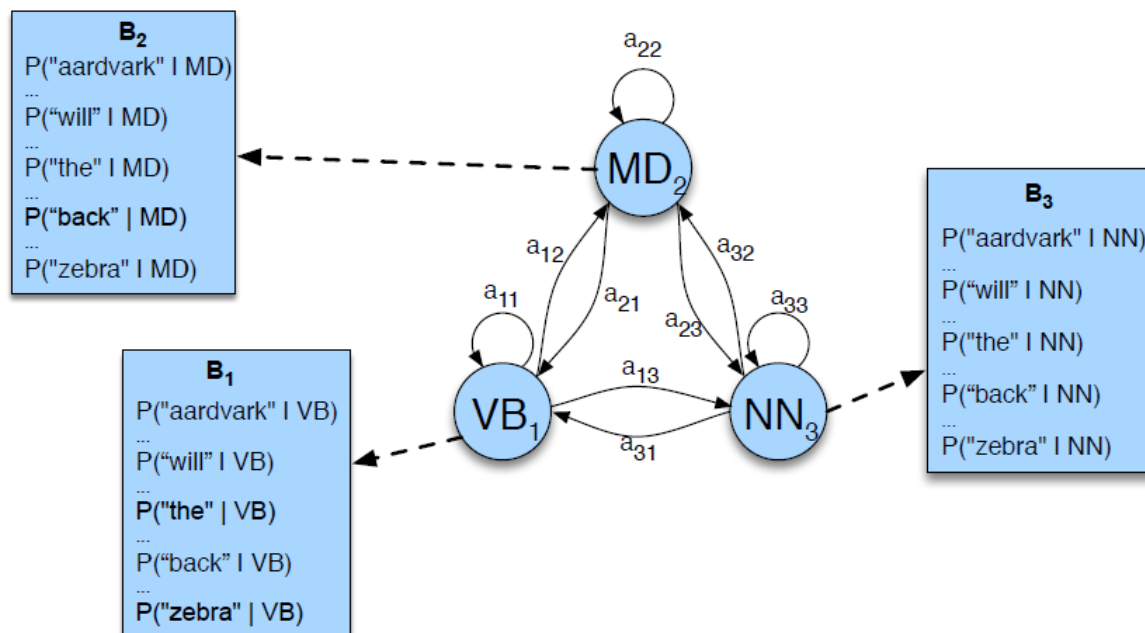 B2
P("aardvark" | MD)
...
P(“will” | MD)
...
P("the" | MD)
...
P(“back” | MD)
...
P("zebra" | MD)
a22
MD2
a12
a21
a32
a23
a11
a33
VB1
a13
NN3
a31
B1
P("aardvark" | VB)
...
P(“will” | VB)
...
P("the" | VB)
...
P(“back” | VB)
...
P("zebra" | VB)
B3
P("aardvark" | NN)
...
P(“will” | NN)
...
P("the" | NN)
...
P(“back” | NN)
...
P("zebra" | NN)